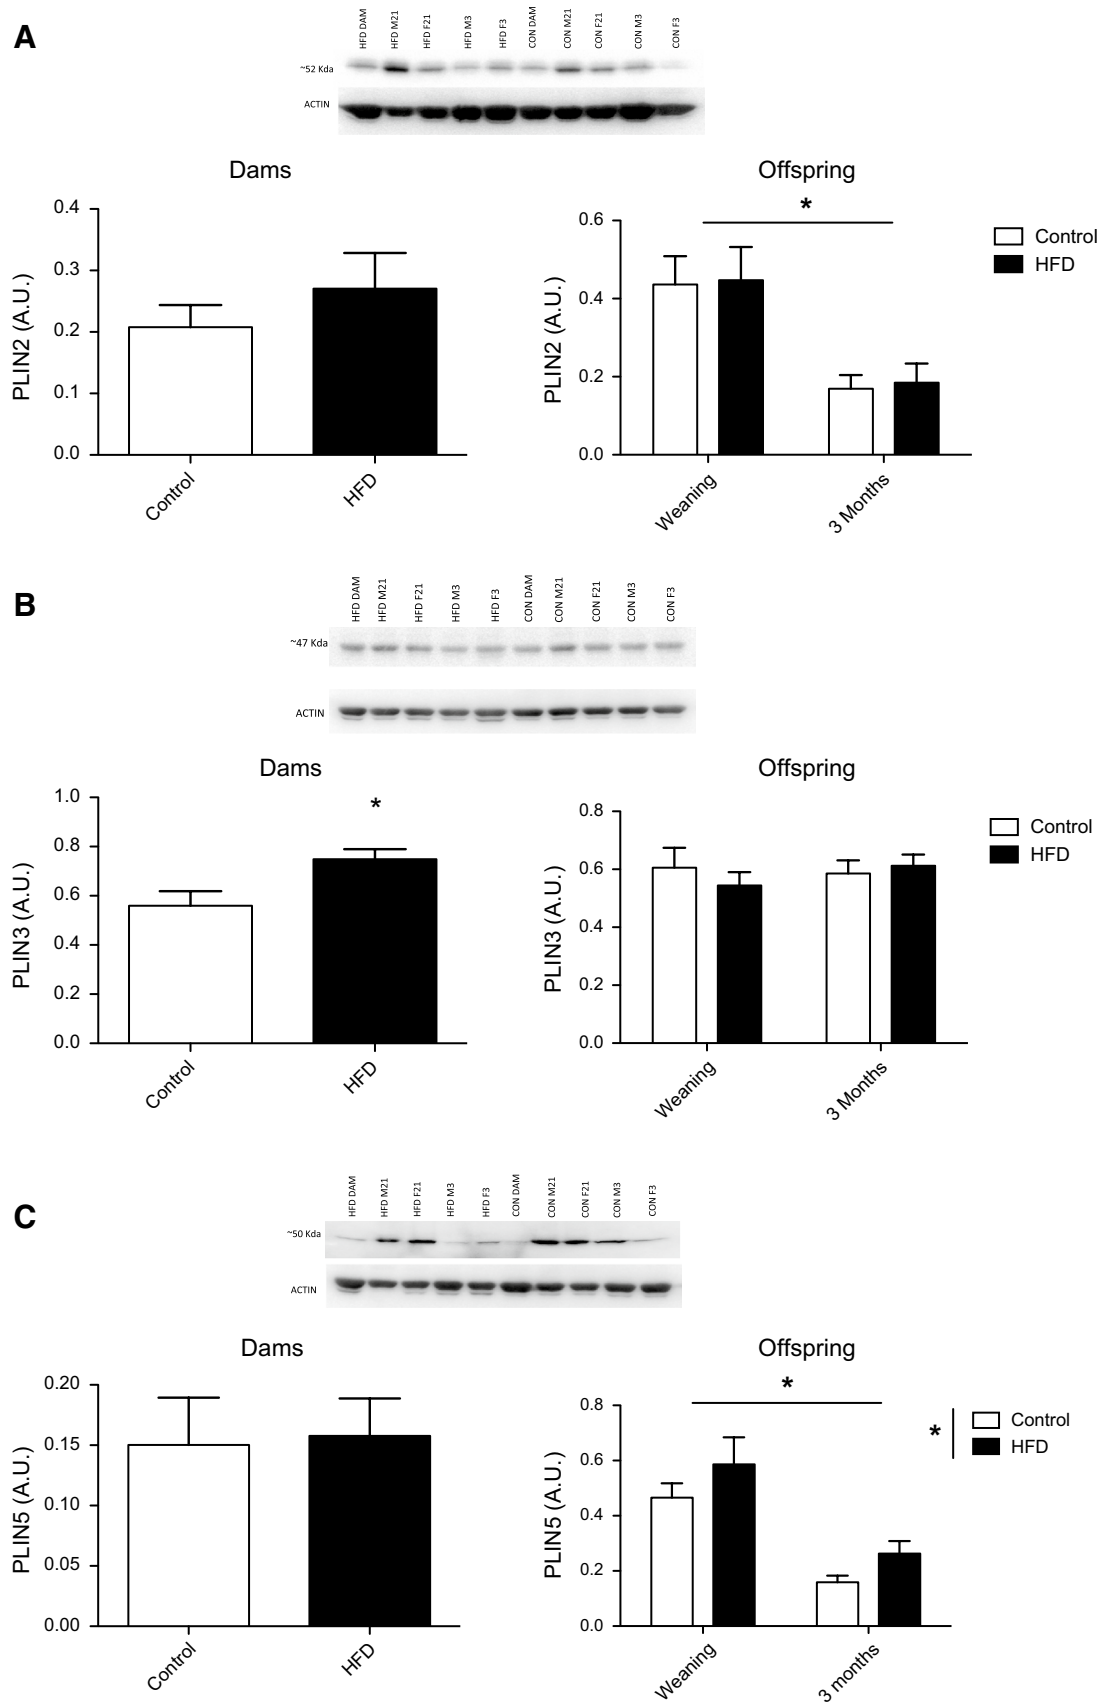 A
HFD DAM
HFD M21
HFD F21
HFD M3
HFD F3
CON DAM
CON M21
CON F21
CON M3
CON F3
~52 Kda
ACTIN
Dams
PLIN2 (A.U.)
0.4
0.3
0.2
0.1
0.0
Control
HFD
Offspring
*
PLIN2 (A.U.)
0.6
0.4
0.2
0.0
Weaning
3 Months
Control
HFD
B
HFD DAM
HFD M21
HFD F21
HFD M3
HFD F3
CON DAM
CON M21
CON F21
CON M3
CON F3
~47 Kda
ACTIN
Dams
*
PLIN3 (A.U.)
1.0
0.8
0.6
0.4
0.2
0.0
Control
HFD
Offspring
PLIN3 (A.U.)
0.8
0.6
0.4
0.2
0.0
Weaning
3 Months
Control
HFD
C
HFD DAM
HFD M21
HFD F21
HFD M3
HFD F3
CON DAM
CON M21
CON F21
CON M3
CON F3
~50 Kda
ACTIN
Dams
PLIN5 (A.U.)
0.20
0.15
0.10
0.05
0.00
Control
HFD
Offspring
*
PLIN5 (A.U.)
0.8
0.6
0.4
0.2
0.0
Weaning
3 months
*
Control
HFD